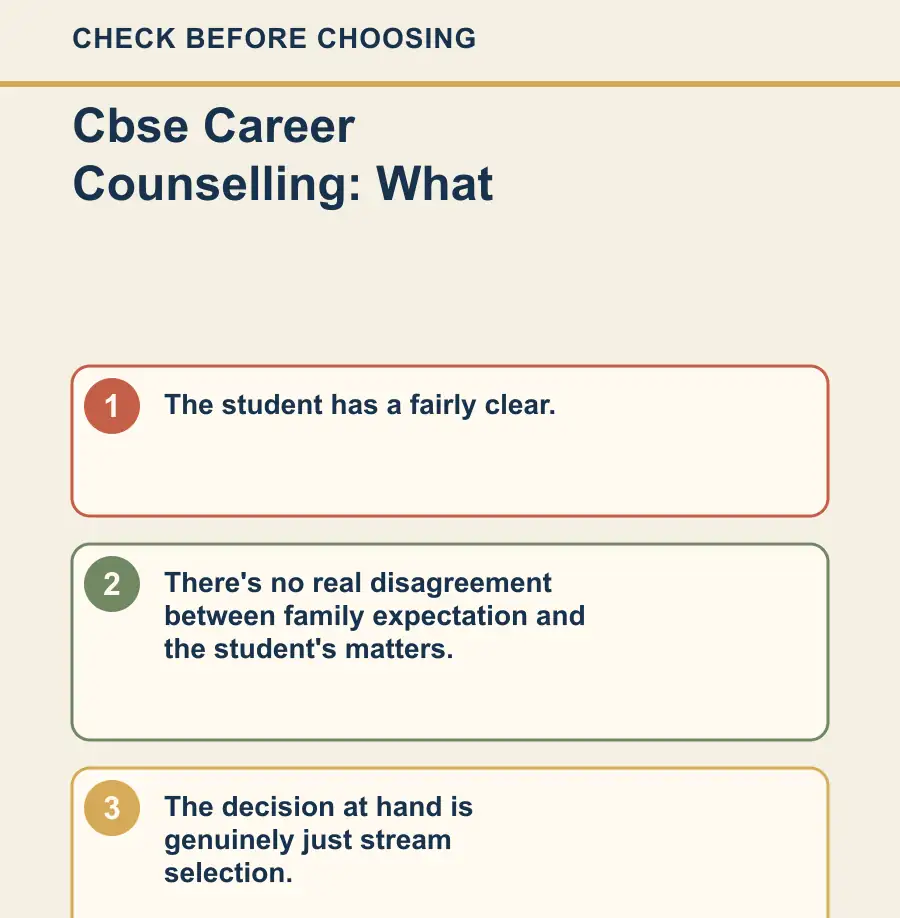 CHECK BEFORE CHOOSING
Cbse Career
Counselling: What
1
The student has a fairly clear.
2
There's no real disagreement
between family expectation and
the student's matters.
3
The decision at hand is
genuinely just stream
selection.